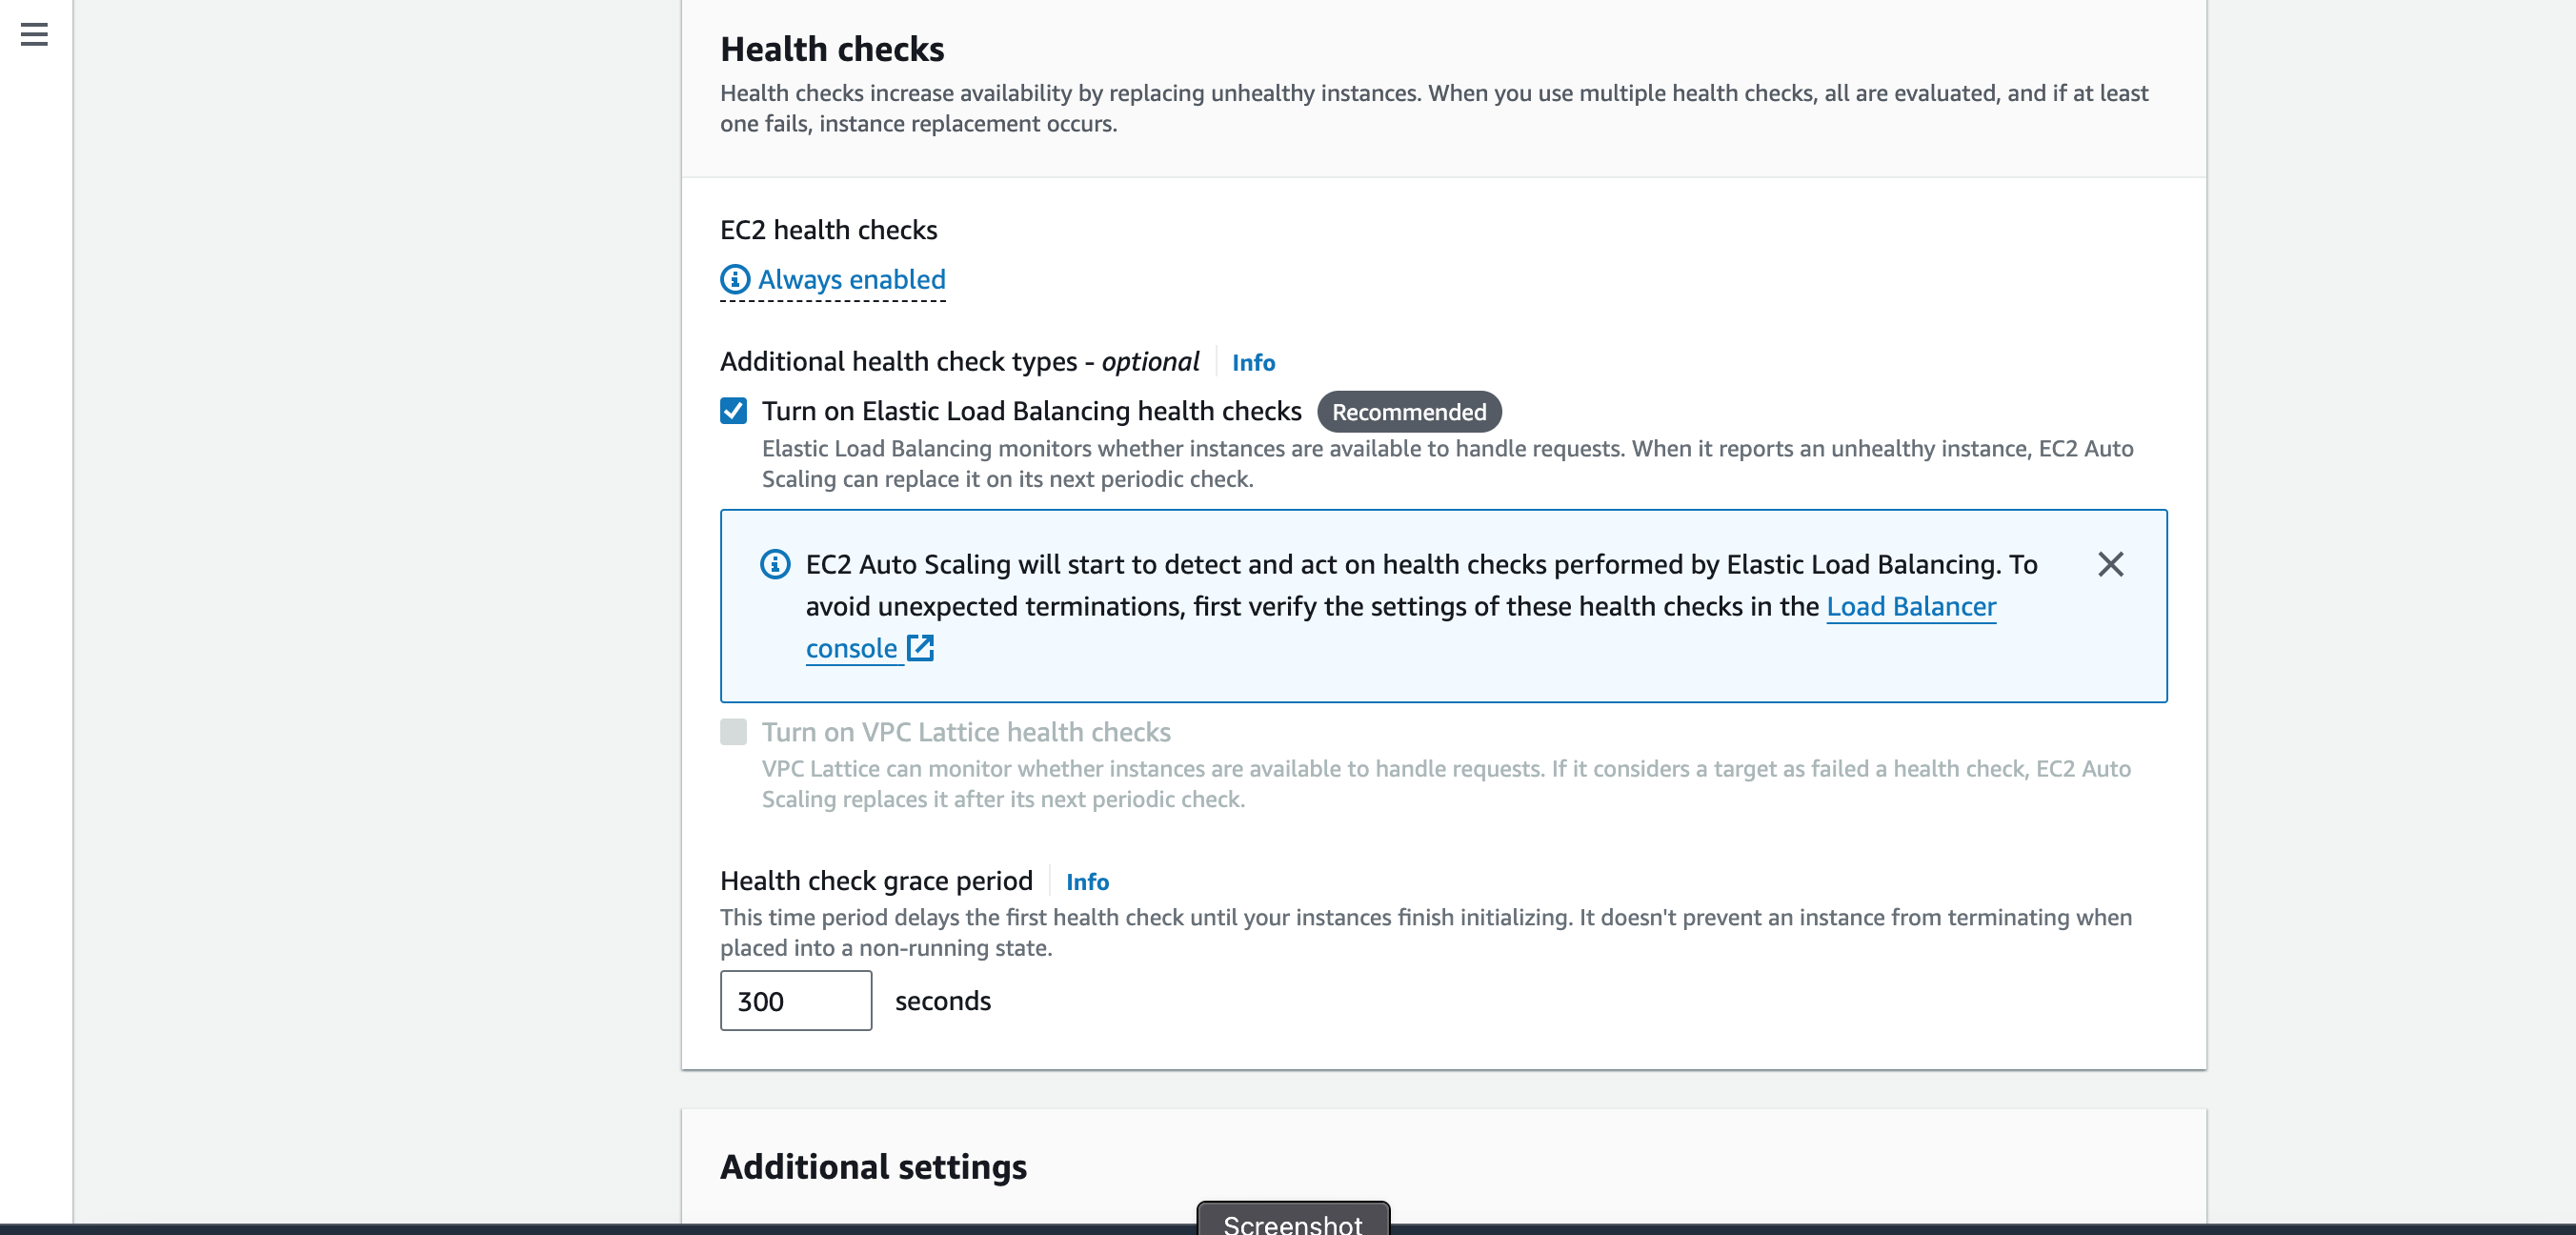 Health checks
Health checks increase availability by replacing unhealthy instances. When you use multiple health checks, all are evaluated, and if at least
one fails, instance replacement occurs.
EC2 health checks
Always enabled
Additional health check types - optional Info
Turn on Elastic Load Balancing health checks Recommended
Elastic Load Balancing monitors whether instances are available to handle requests. When it reports an unhealthy instance, EC2 Auto
Scaling can replace it on its next periodic check.
EC2 Auto Scaling will start to detect and act on health checks performed by Elastic Load Balancing. To
avoid unexpected terminations, first verify the settings of these health checks in the Load Balancer
console
Turn on VPC Lattice health checks
VPC Lattice can monitor whether instances are available to handle requests. If it considers a target as failed a health check, EC2 Auto
Scaling replaces it after its next periodic check.
Health check grace period Info
This time period delays the first health check until your instances finish initializing. It doesn't prevent an instance from terminating when
placed into a non-running state.
300 seconds
Additional settings
Screenshot